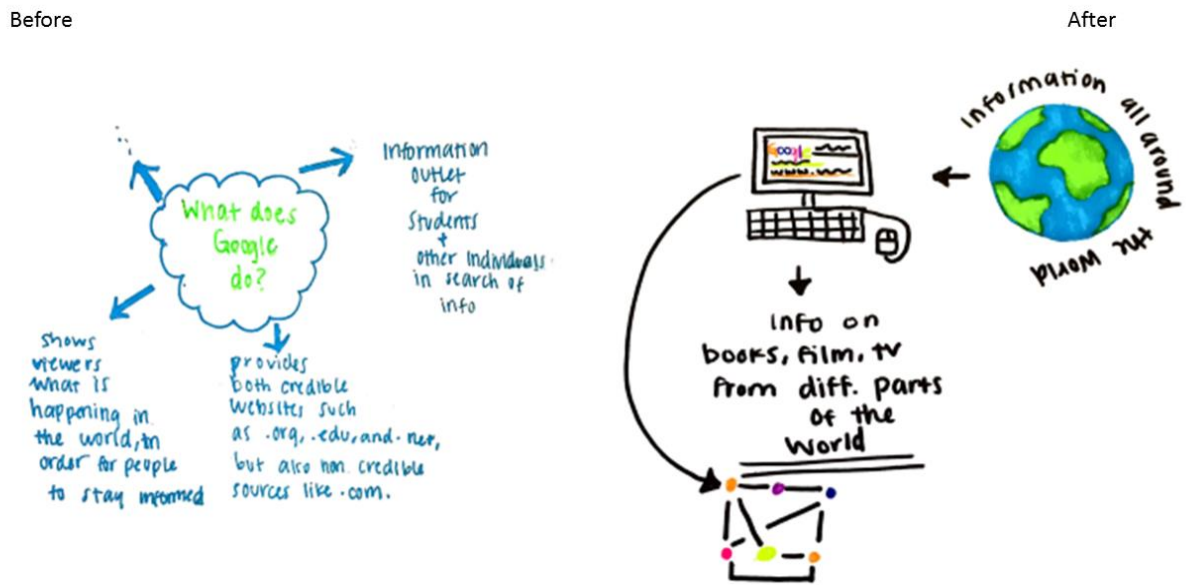 Before
After
What does
Google
do?
Information
outlet
for
Students
+
other individuals
in search of
info
shows
viewers
what is
happening in
the world, in
order for people
to stay informed
provides
both credible
websites such
as .org, .edu, and .net,
but also non credible
sources like .com.
Information all around
the World
Google
www.
info on
books, film, tv
from diff. parts
of the
World